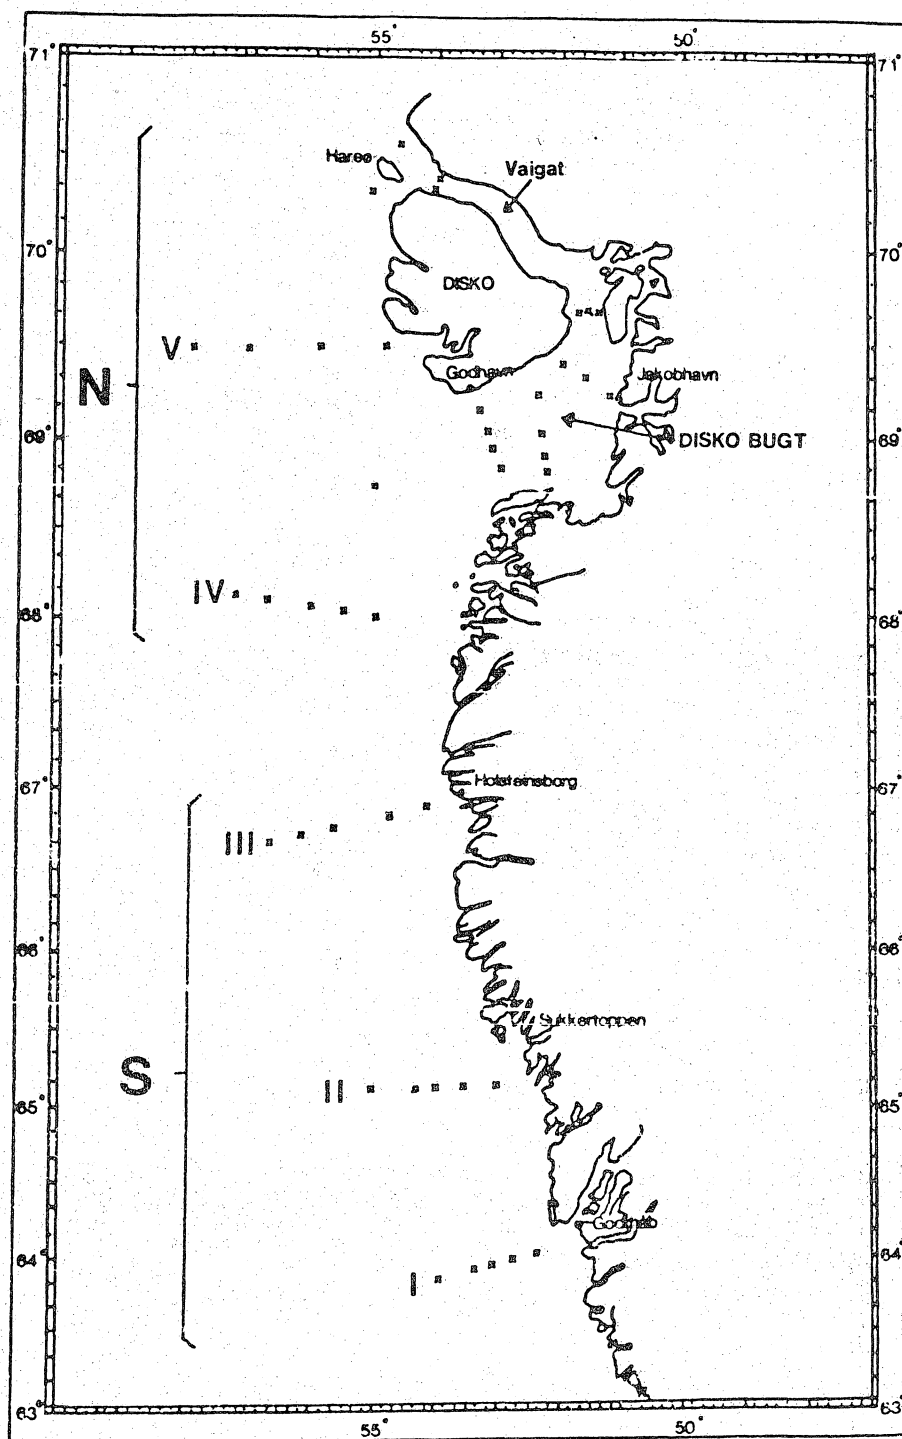 55° 50°
71° 71°
Hareø
Vaigat
70° 70°
DISKO
V
Godhavn
Jakobhavn
N
69° 69°
DISKO BUGT
IV
68° 68°
67° 67°
Holsteinsborg
III
66° 66°
Sukkertoppen
S
II
65° 65°
Godthåb
64° 64°
I
63° 63°
55° 50°